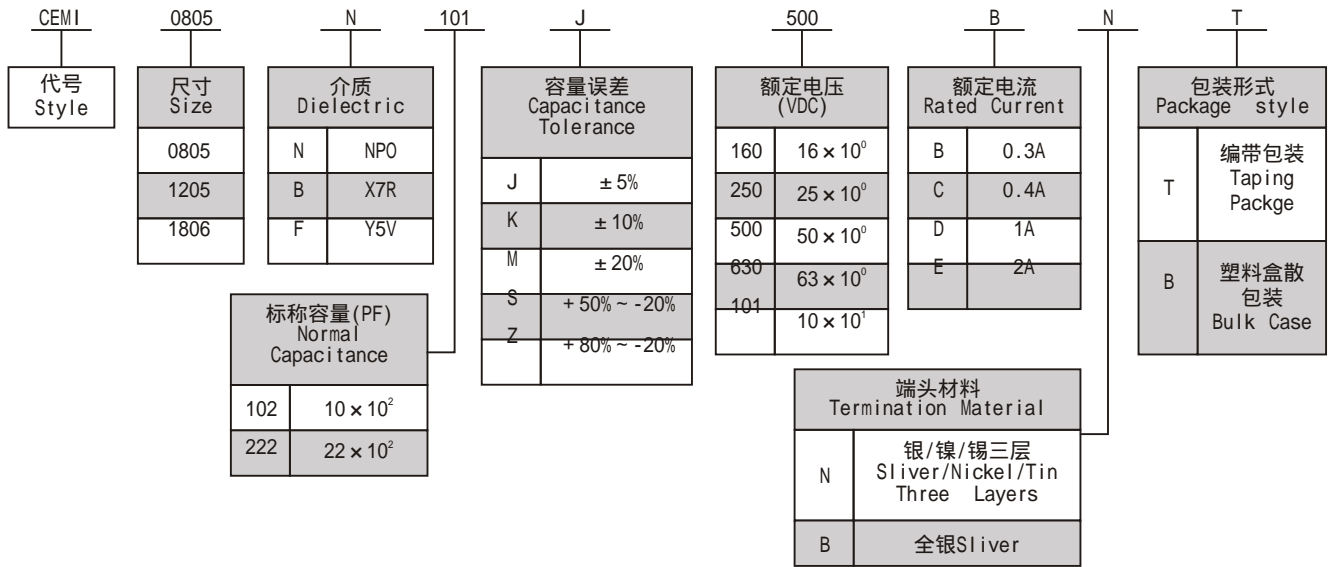 CEMI 0805 N 101 J 500 B N T
代号
Style
尺寸
Size
0805
1205
1806
介质
Dielectric
N NPO
B X7R
F Y5V
标称容量(PF)
Normal
Capacitance
102 10×10²
222 22×10²
容量误差
Capacitance
Tolerance
J ±5%
K ±10%
M ±20%
S +50%~-20%
Z +80%~-20%
额定电压
(VDC)
160 16×10⁰
250 25×10⁰
500 50×10⁰
630 63×10⁰
101 10×10¹
额定电流
Rated Current
B 0.3A
C 0.4A
D 1A
E 2A
端头材料
Termination Material
N
银/镍/锡三层
Sliver/Nickel/Tin
Three Layers
B 全银Sliver
包装形式
Package style
T
编带包装
Taping
Packge
B
塑料盒散
包装
Bulk Case